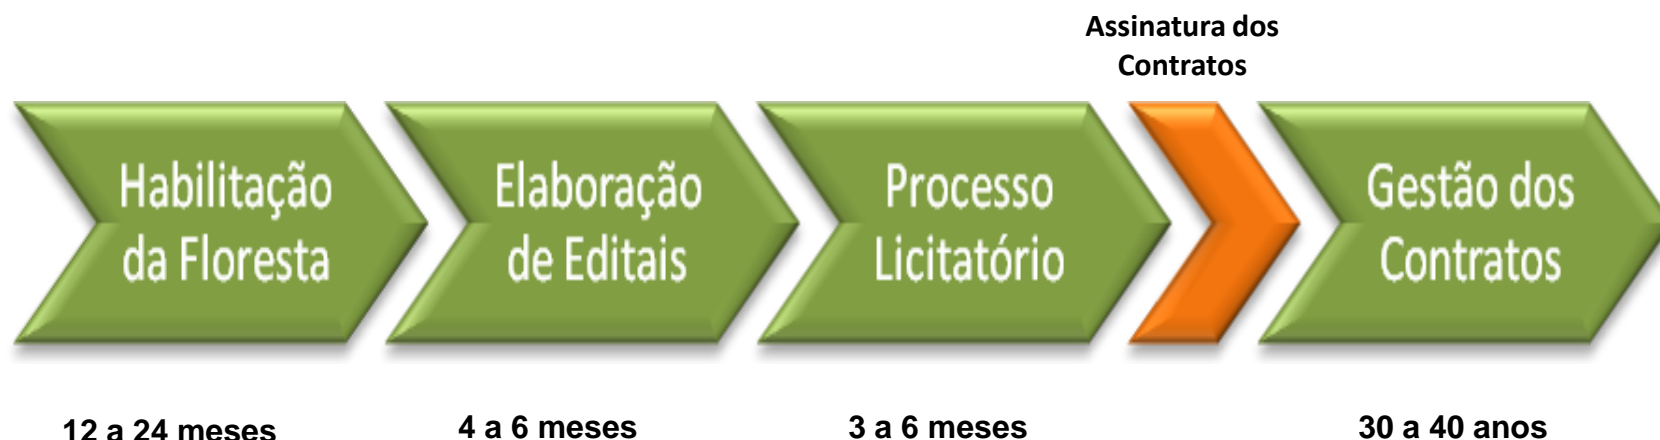 Assinatura dos
Contratos
Habilitação
da Floresta
Elaboração
de Editais
Processo
Licitatório
Gestão dos
Contratos
12 a 24 meses
4 a 6 meses
3 a 6 meses
30 a 40 anos